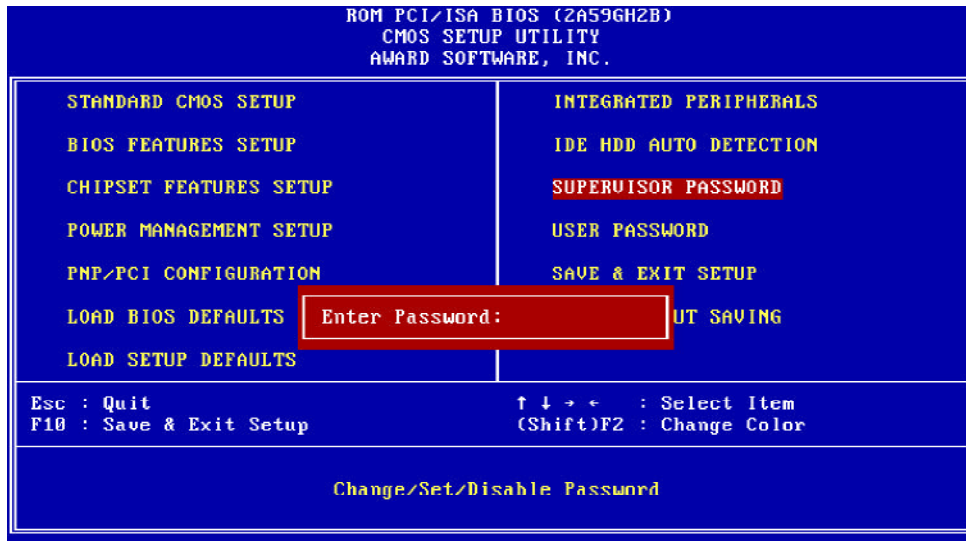 ROM PCI/ISA BIOS (2A59GH2B)
CMOS SETUP UTILITY
AWARD SOFTWARE, INC.
STANDARD CMOS SETUP
BIOS FEATURES SETUP
CHIPSET FEATURES SETUP
POWER MANAGEMENT SETUP
PNP/PCI CONFIGURATION
LOAD BIOS DEFAULTS
LOAD SETUP DEFAULTS
INTEGRATED PERIPHERALS
IDE HDD AUTO DETECTION
SUPERVISOR PASSWORD
USER PASSWORD
SAVE & EXIT SETUP
UT SAVING
Enter Password:
Esc : Quit
F10 : Save & Exit Setup
↑ ↓ → ← : Select Item
(Shift)F2 : Change Color
Change/Set/Disable Password